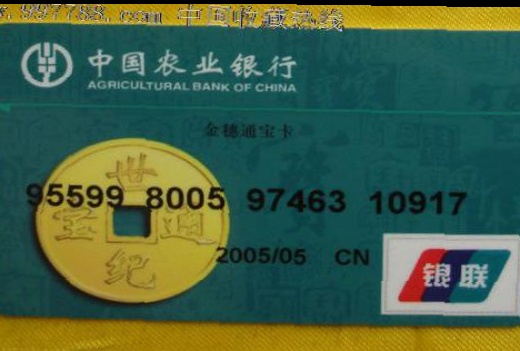 .997788.com 中国收藏热线
中国农业银行
AGRICULTURAL BANK OF CHINA
金穗通宝卡
世
95599 8005 97463 10917
宝 通
纪
2005/05 CN
银联